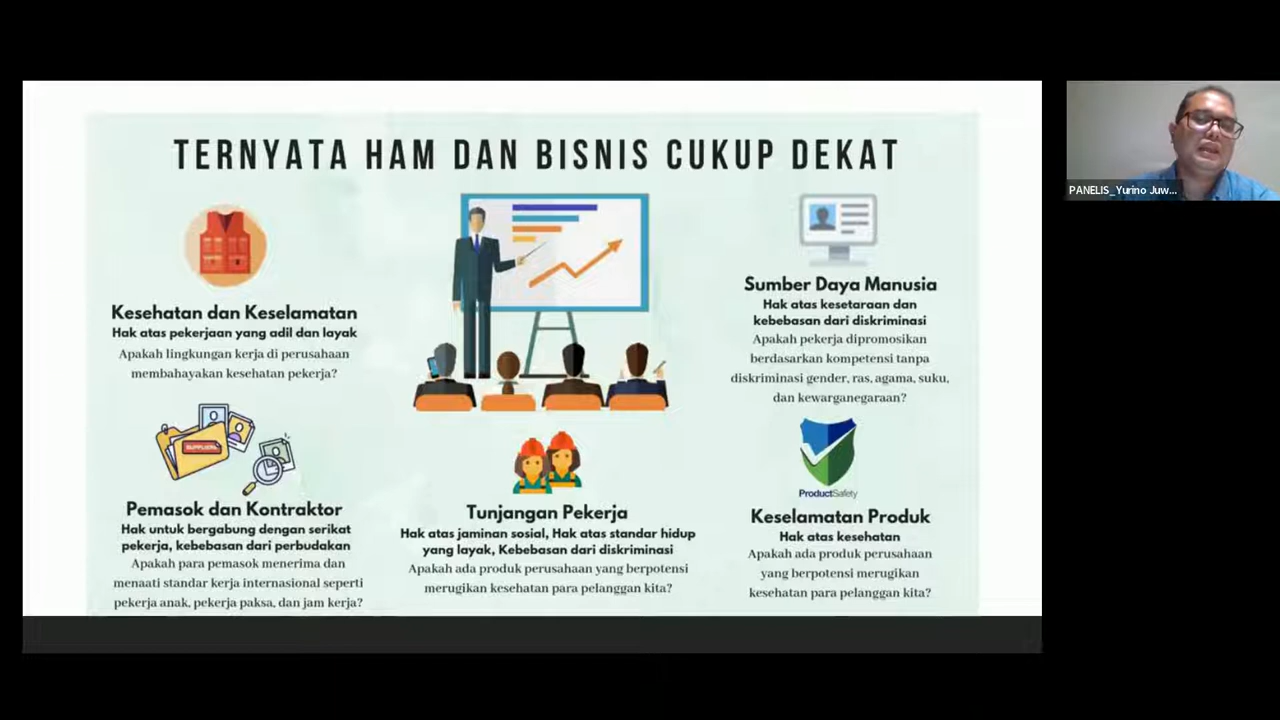 TERNYATA HAM DAN BISNIS CUKUP DEKAT
Kesehatan dan Keselamatan
Hak atas pekerjaan yang adil dan layak
Apakah lingkungan kerja di perusahaan
membahayakan kesehatan pekerja?
Sumber Daya Manusia
Hak atas kesetaraan dan
kebebasan dari diskriminasi
Apakah pekerja dipromosikan
berdasarkan kompetensi tanpa
diskriminasi gender, ras, agama, suku,
dan kewarganegaraan?
SUPPLIERS
Pemasok dan Kontraktor
Hak untuk bergabung dengan serikat
pekerja, kebebasan dari perbudakan
Apakah para pemasok menerima dan
menaati standar kerja internasional seperti
pekerja anak, pekerja paksa, dan jam kerja?
Tunjangan Pekerja
Hak atas jaminan sosial, Hak atas standar hidup
yang layak, Kebebasan dari diskriminasi
Apakah ada produk perusahaan yang berpotensi
merugikan kesehatan para pelanggan kita?
ProductSafety
Keselamatan Produk
Hak atas kesehatan
Apakah ada produk perusahaan
yang berpotensi merugikan
kesehatan para pelanggan kita?
PANELIS_Yurino Juw...